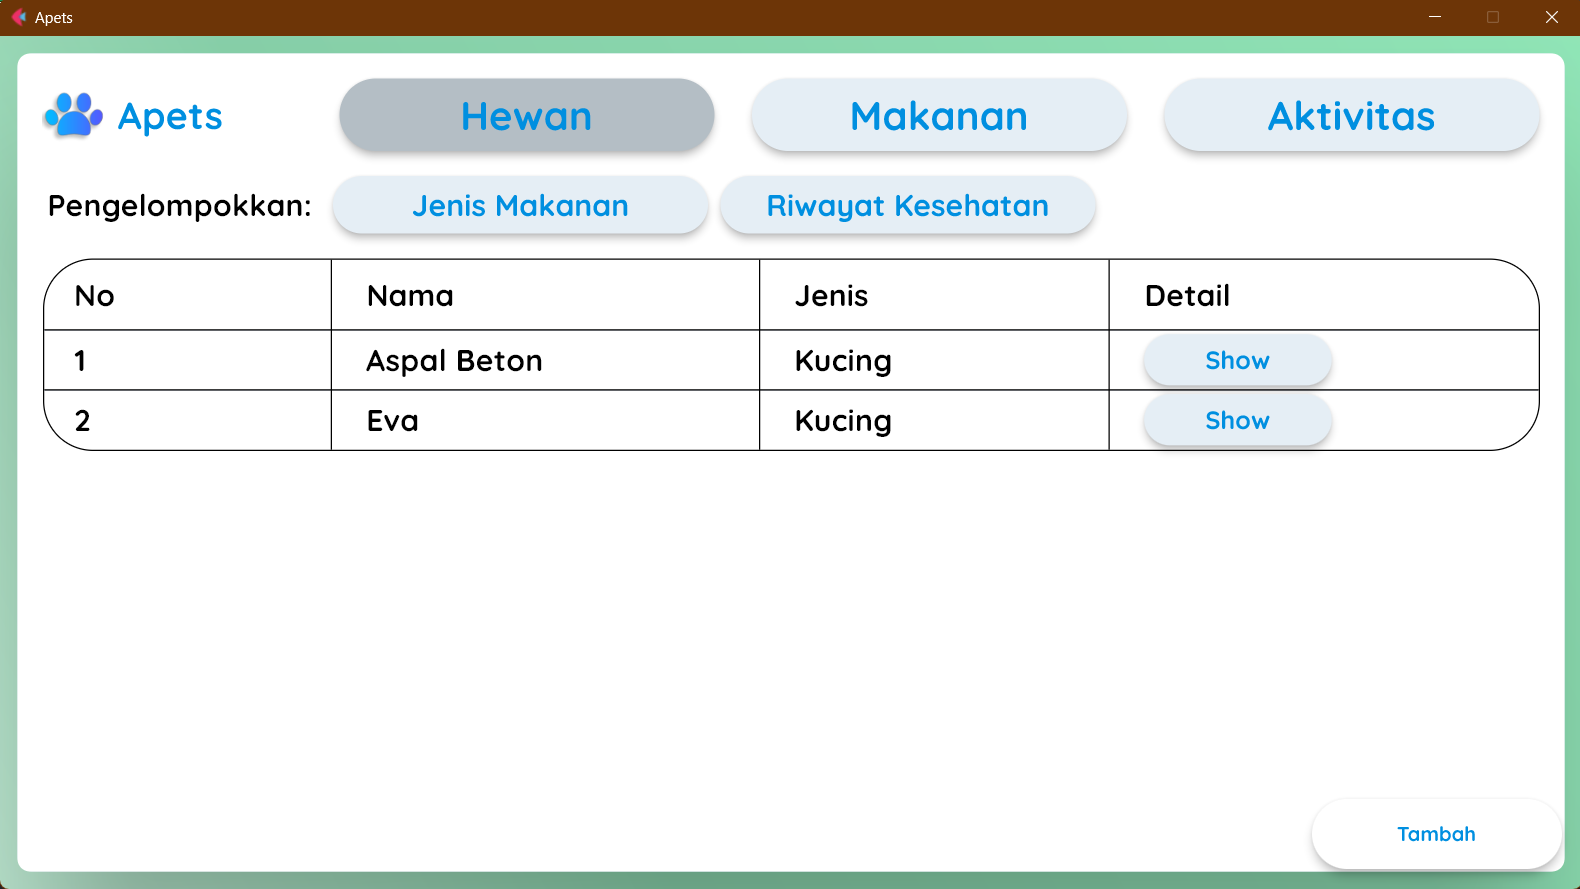 Apets
Apets Hewan Makanan Aktivitas
Pengelompokkan: Jenis Makanan Riwayat Kesehatan
No Nama Jenis Detail
1 Aspal Beton Kucing Show
2 Eva Kucing Show
Tambah